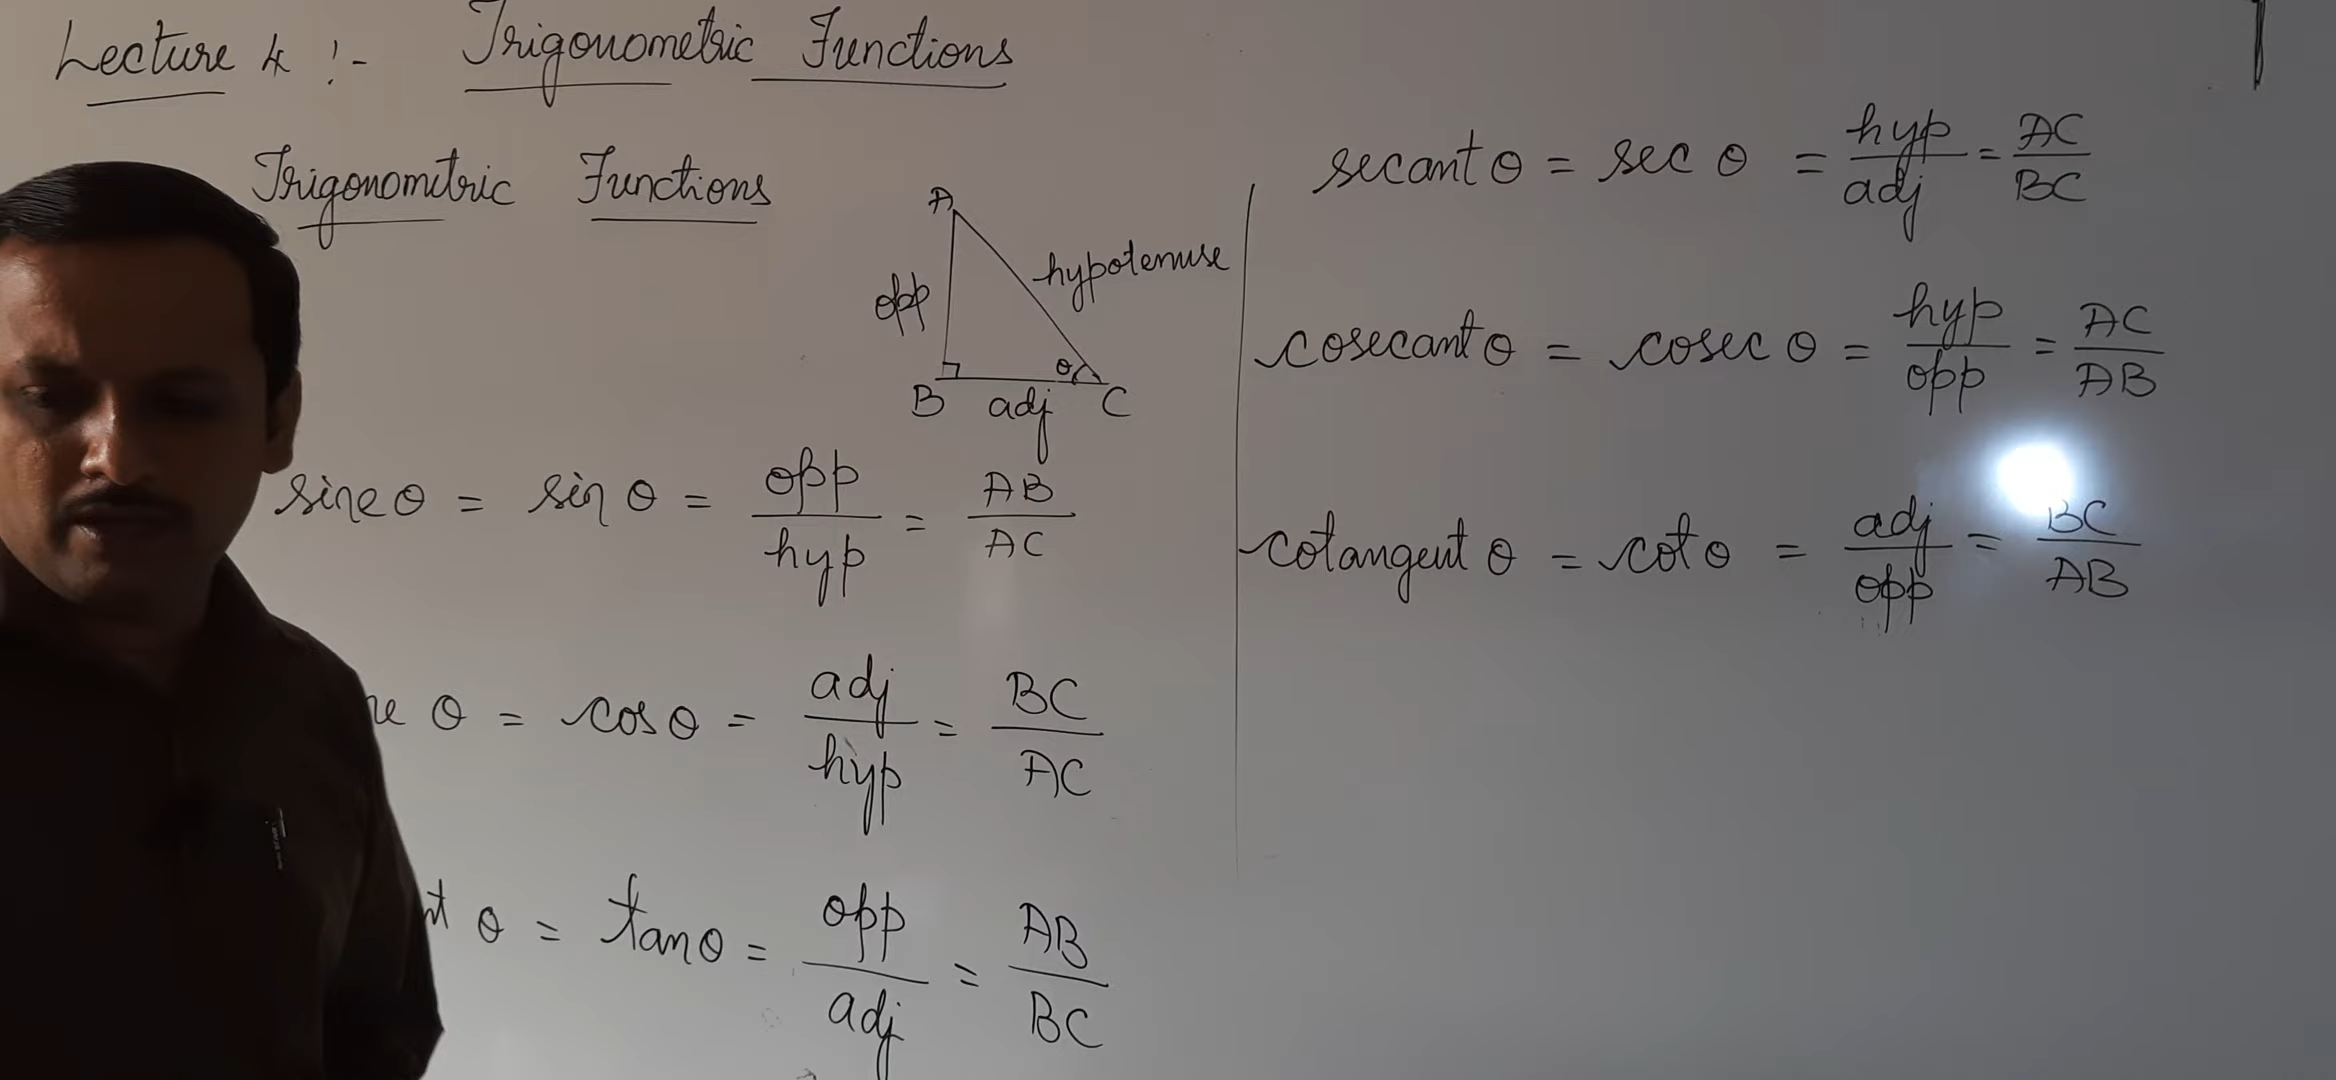 Lecture 4 :- Trigonometric Functions
Trigonometric Functions
A
opp
hypotenuse
θ
B adj C
sine θ = sin θ = opp/hyp = AB/AC
θ = cos θ = adj/hyp = BC/AC
θ = tan θ = opp/adj = AB/BC
secant θ = sec θ = hyp/adj = AC/BC
cosecant θ = cosec θ = hyp/opp = AC/AB
cotangent θ = cot θ = adj/opp = BC/AB